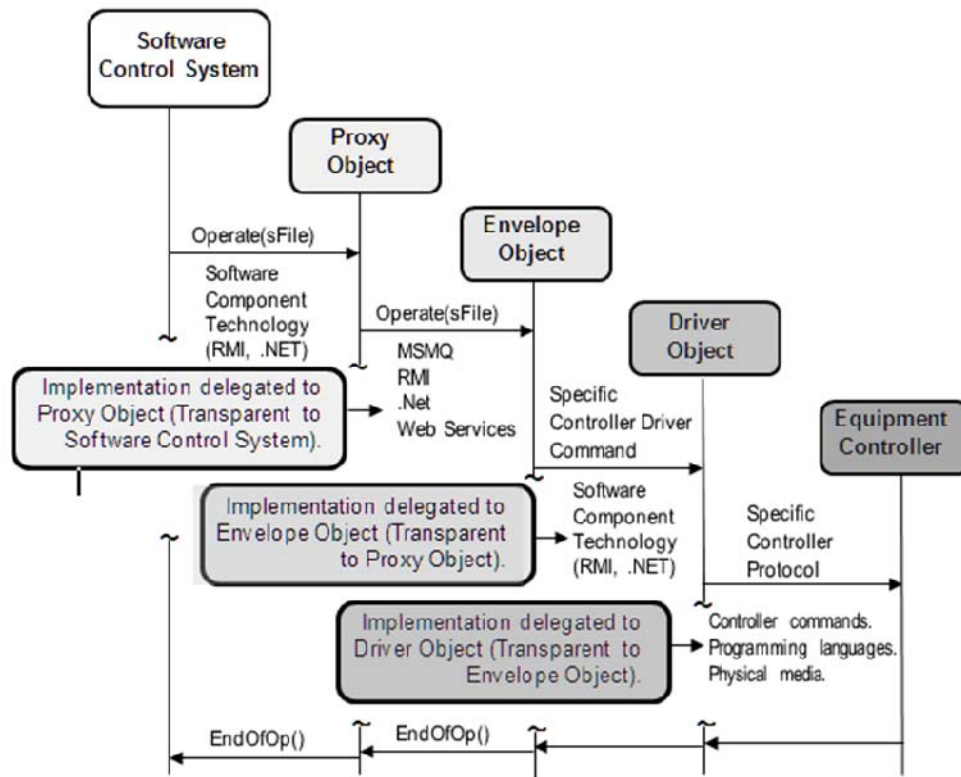 Software
Control System
Proxy
Object
Operate(sFile)
Software
Component
Technology
(RMI, .NET)
Envelope
Object
Operate(sFile)
MSMQ
RMI
.Net
Web Services
Implementation delegated to
Proxy Object (Transparent to
Software Control System).
Driver
Object
Specific
Controller Driver
Command
Equipment
Controller
Implementation delegated to
Envelope Object (Transparent
to Proxy Object).
Software
Component
Technology
(RMI, .NET)
Specific
Controller
Protocol
Implementation delegated to
Driver Object (Transparent to
Envelope Object).
Controller commands.
Programming languages.
Physical media.
EndOfOp()
EndOfOp()